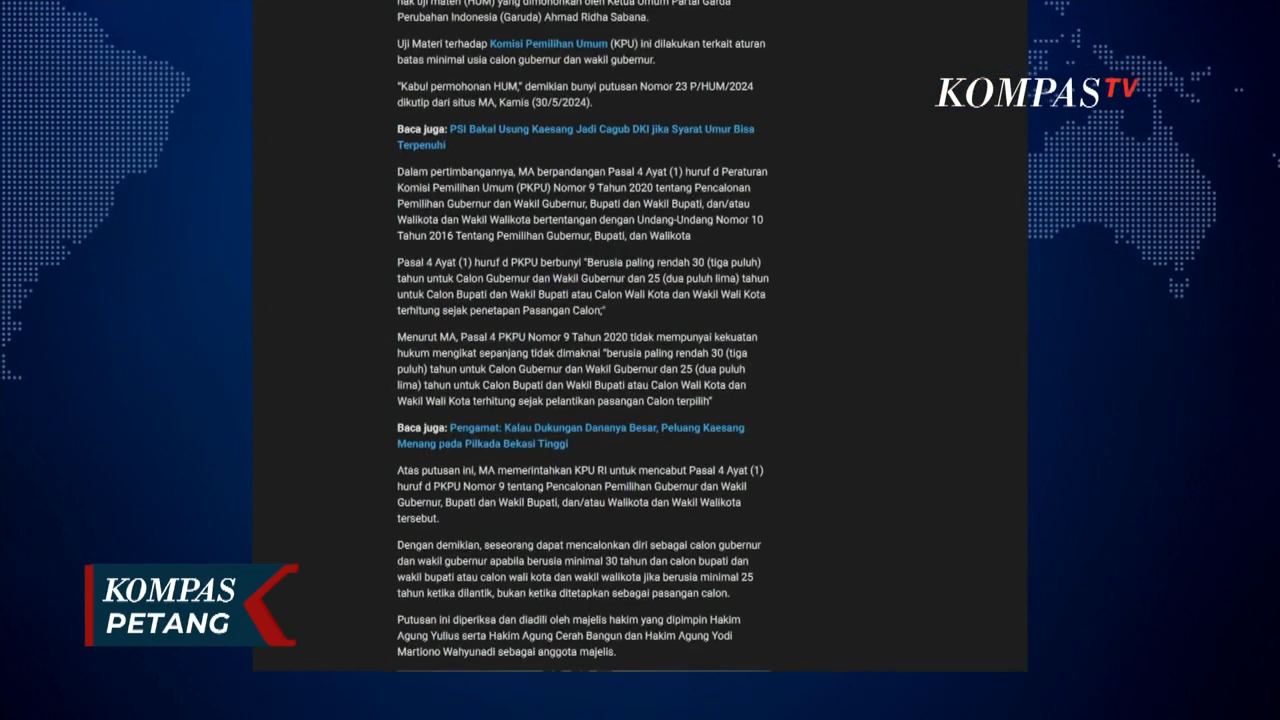 hak uji materi (HUM) yang dimohonkan oleh Ketua Umum Partai Garda
Perubahan Indonesia (Garuda) Ahmad Ridha Sabana.
Uji Materi terhadap Komisi Pemilihan Umum (KPU) ini dilakukan terkait aturan
batas minimal usia calon gubernur dan wakil gubernur.
"Kabul permohonan HUM," demikian bunyi putusan Nomor 23 P/HUM/2024
dikutip dari situs MA, Kamis (30/5/2024).
KOMPAS TV
Baca juga: PSI Bakal Usung Kaesang Jadi Cagub DKI jika Syarat Umur Bisa
Terpenuhi
Dalam pertimbangannya, MA berpandangan Pasal 4 Ayat (1) huruf d Peraturan
Komisi Pemilihan Umum (PKPU) Nomor 9 Tahun 2020 tentang Pencalonan
Pemilihan Gubernur dan Wakil Gubernur, Bupati dan Wakil Bupati, dan/atau
Walikota dan Wakil Walikota bertentangan dengan Undang-Undang Nomor 10
Tahun 2016 Tentang Pemilihan Gubernur, Bupati, dan Walikota
Pasal 4 Ayat (1) huruf d PKPU berbunyi "Berusia paling rendah 30 (tiga puluh)
tahun untuk Calon Gubernur dan Wakil Gubernur dan 25 (dua puluh lima) tahun
untuk Calon Bupati dan Wakil Bupati atau Calon Wali Kota dan Wakil Wali Kota
terhitung sejak penetapan Pasangan Calon;"
Menurut MA, Pasal 4 PKPU Nomor 9 Tahun 2020 tidak mempunyai kekuatan
hukum mengikat sepanjang tidak dimaknai "berusia paling rendah 30 (tiga
puluh) tahun untuk Calon Gubernur dan Wakil Gubernur dan 25 (dua puluh
lima) tahun untuk Calon Bupati dan Wakil Bupati atau Calon Wali Kota dan
Wakil Wali Kota terhitung sejak pelantikan pasangan Calon terpilih"
Baca juga: Pengamat: Kalau Dukungan Dananya Besar, Peluang Kaesang
Menang pada Pilkada Bekasi Tinggi
Atas putusan ini, MA memerintahkan KPU RI untuk mencabut Pasal 4 Ayat (1)
huruf d PKPU Nomor 9 tentang Pencalonan Pemilihan Gubernur dan Wakil
Gubernur, Bupati dan Wakil Bupati, dan/atau Walikota dan Wakil Walikota
tersebut.
Dengan demikian, seseorang dapat mencalonkan diri sebagai calon gubernur
dan wakil gubernur apabila berusia minimal 30 tahun dan calon bupati dan
wakil bupati atau calon wali kota dan wakil walikota jika berusia minimal 25
tahun ketika dilantik, bukan ketika ditetapkan sebagai pasangan calon.
Putusan ini diperiksa dan diadili oleh majelis hakim yang dipimpin Hakim
Agung Yulius serta Hakim Agung Cerah Bangun dan Hakim Agung Yodi
Martiono Wahyunadi sebagai anggota majelis.
KOMPAS
PETANG